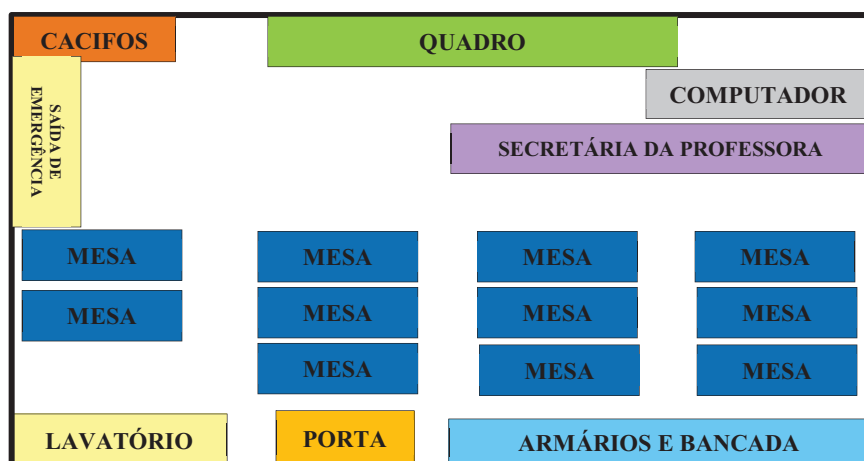 CACIFOS
QUADRO
COMPUTADOR
SAÍDA DE
EMERGÊNCIA
SECRETÁRIA DA PROFESSORA
MESA
MESA
MESA
MESA
MESA
MESA
MESA
MESA
MESA
MESA
MESA
LAVATÓRIO
PORTA
ARMÁRIOS E BANCADA